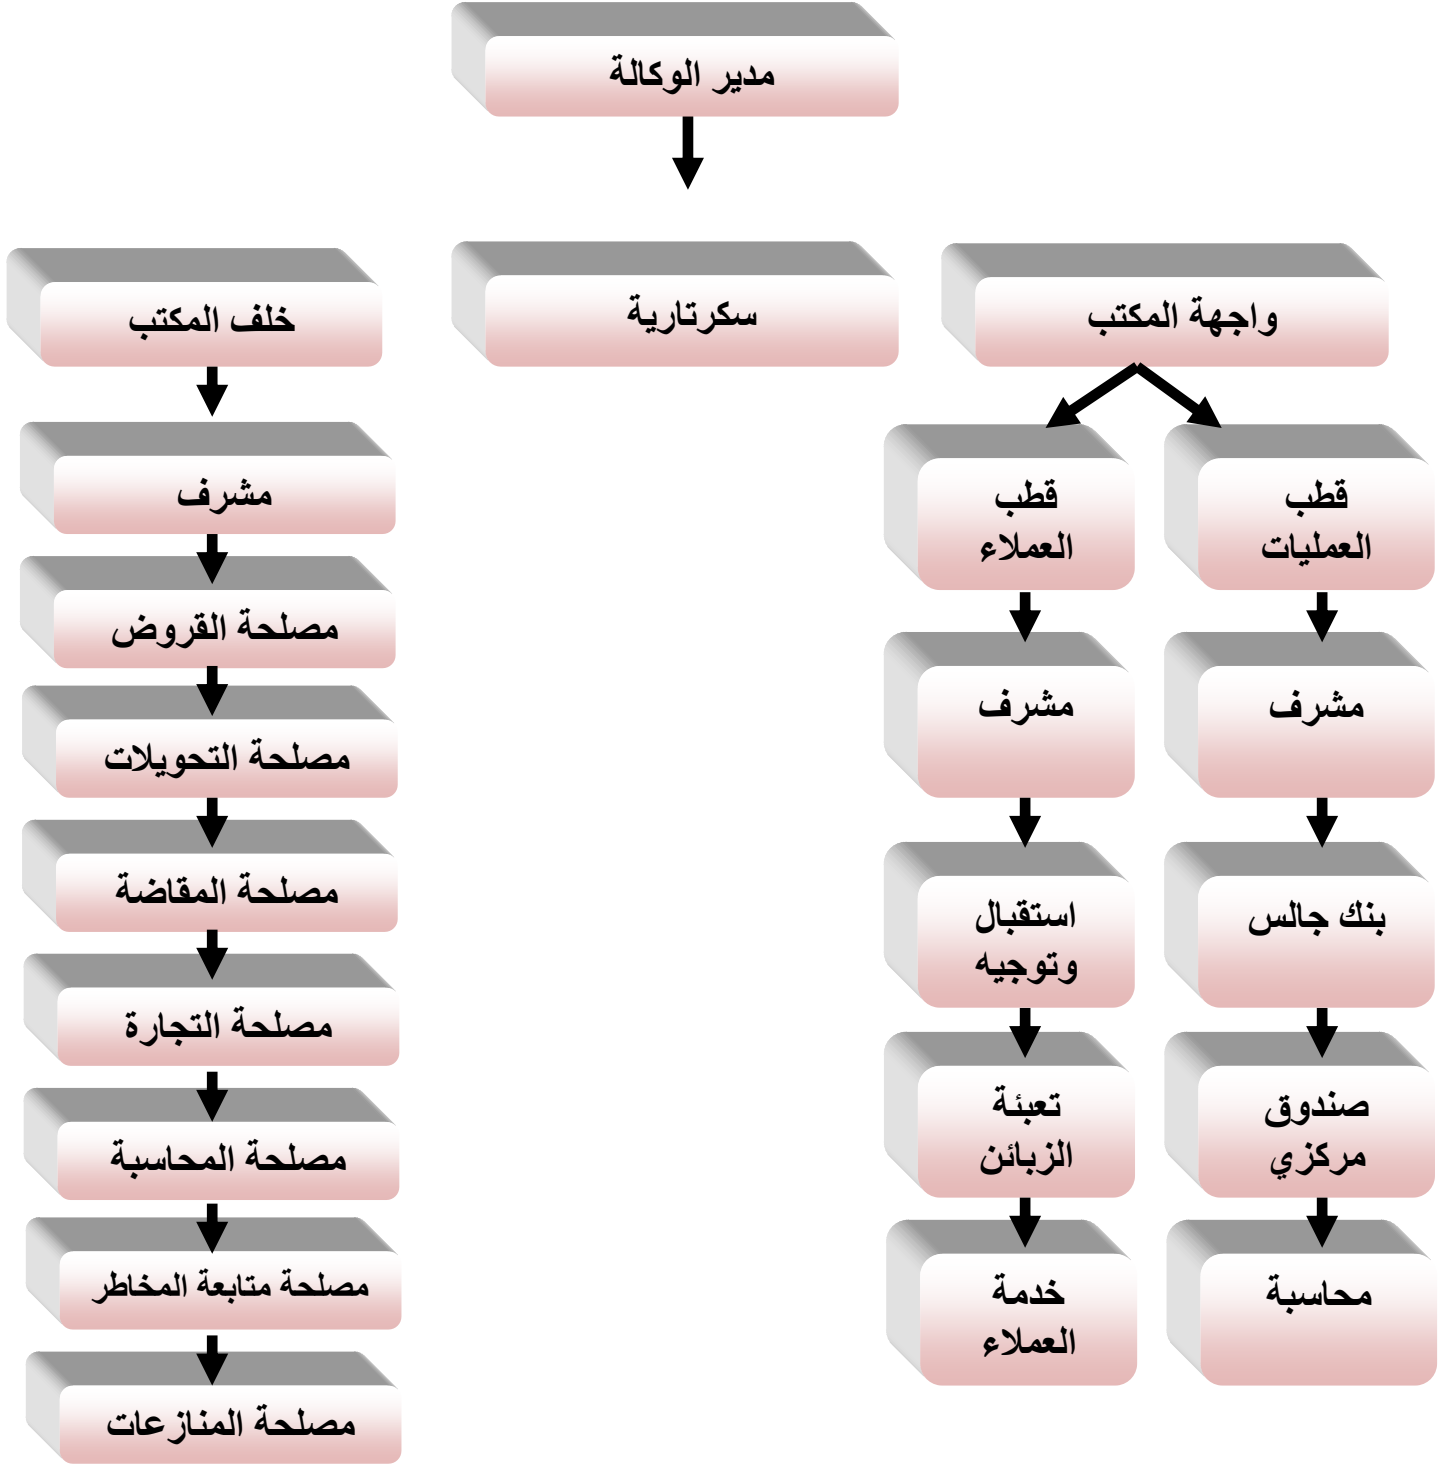 مدير الوكالة
واجهة المكتب
سكرتارية
خلف المكتب
قطب
العمليات
مشرف
بنك جالس
صندوق
مركزي
محاسبة
قطب
العملاء
مشرف
استقبال
وتوجيه
تعبئة
الزبائن
خدمة
العملاء
مشرف
مصلحة القروض
مصلحة التحويلات
مصلحة المقاضة
مصلحة التجارة
مصلحة المحاسبة
مصلحة متابعة المخاطر
مصلحة المنازعات